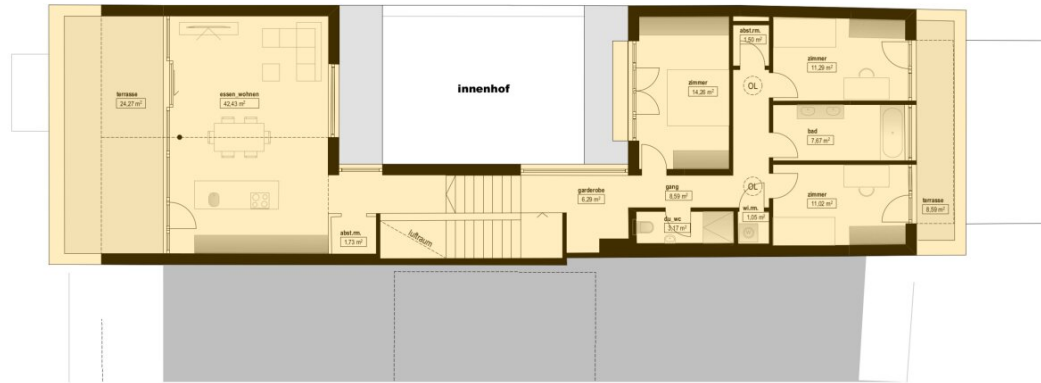 terrasse
24,27 m²
essen_wohnen
42,43 m²
innenhof
abst.rm.
1,73 m²
luftraum
garderobe
6,29 m²
zimmer
14,26 m²
gang
8,59 m²
du_wc
3,17 m²
wi.rm.
1,05 m²
abst.rm.
1,50 m²
OL
OL
zimmer
11,29 m²
bad
7,67 m²
zimmer
11,02 m²
terrasse
8,59 m²